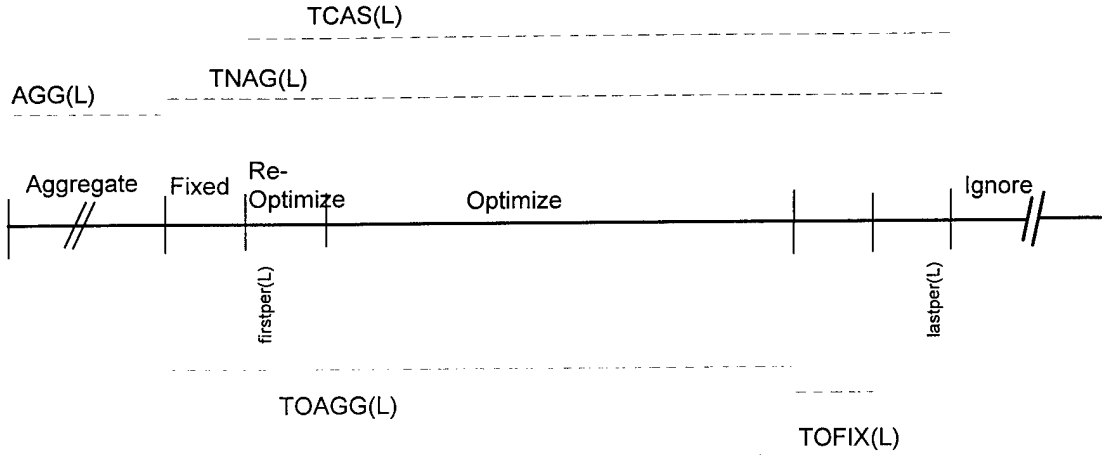 TCAS(L)
TNAG(L)
AGG(L)
Aggregate
Fixed
Re-
Optimize
Optimize
Ignore
firstper(L)
lastper(L)
TOAGG(L)
TOFIX(L)